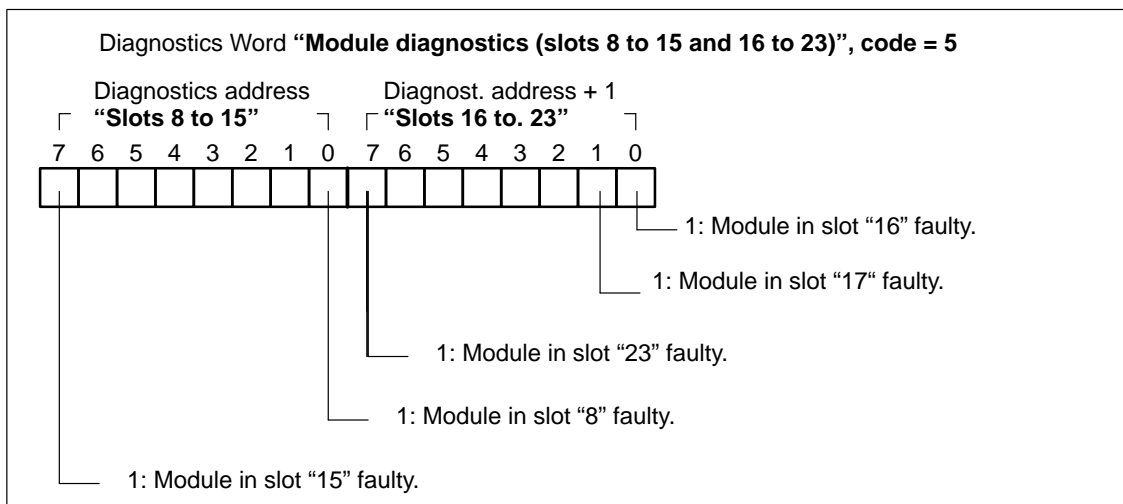 Diagnostics Word “Module diagnostics (slots 8 to 15 and 16 to 23)”, code = 5
Diagnostics address Diagnost. address + 1
“Slots 8 to 15” “Slots 16 to. 23”
7 6 5 4 3 2 1 0 7 6 5 4 3 2 1 0
1: Module in slot “16” faulty.
1: Module in slot “17“ faulty.
1: Module in slot “23” faulty.
1: Module in slot “8” faulty.
1: Module in slot “15” faulty.